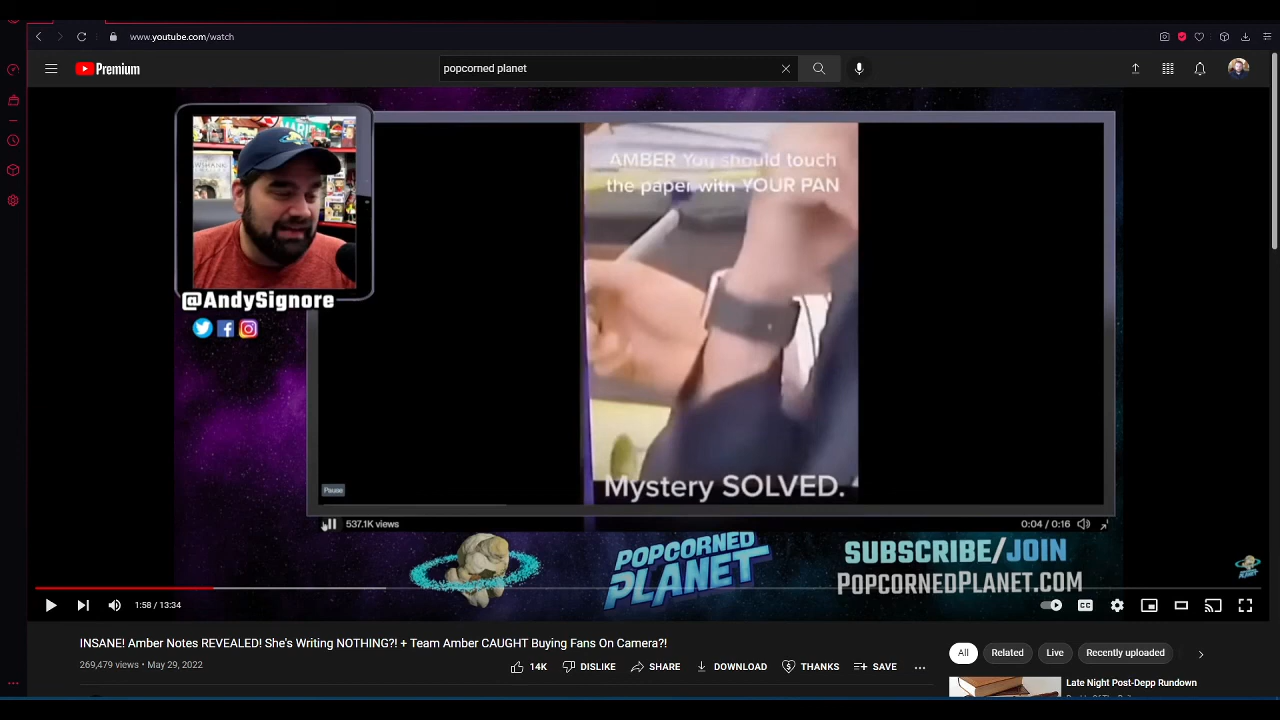 www.youtube.com/watch
Premium
popcorned planet
MARIE
AMBER You should touch
the paper with YOUR PAN
@AndySignore
Mystery SOLVED.
Pause
537.1K views
0:04 / 0:16
POPCORNED
PLANET
SUBSCRIBE/JOIN
POPCORNEDPLANET.COM
1:58 / 13:34
CC
INSANE! Amber Notes REVEALED! She's Writing NOTHING?! + Team Amber CAUGHT Buying Fans On Camera?!
269,479 views • May 29, 2022
14K
DISLIKE
SHARE
DOWNLOAD
THANKS
SAVE
All
Related
Live
Recently uploaded
Late Night Post-Depp Rundown